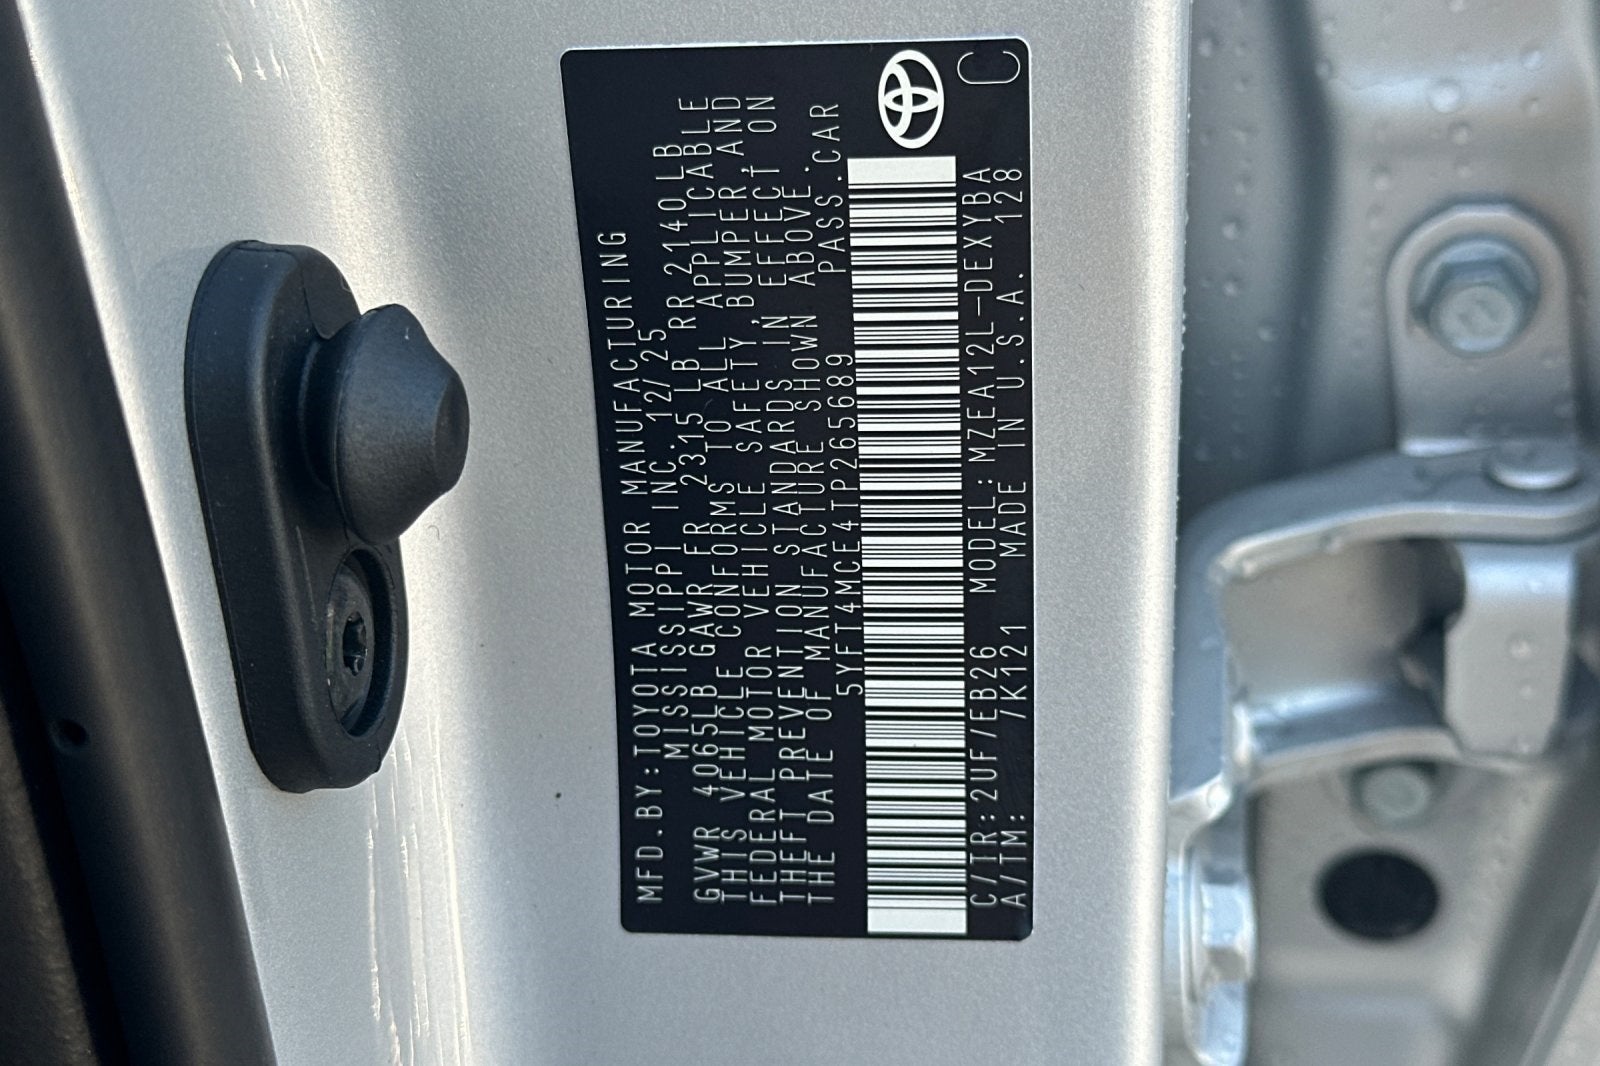 MFD.BY:TOYOTA MOTOR MANUFACTURING
MISSISSIPPI INC.12/25
GVWR 4065LB GAWRFR 2315LB RR 2140LB
THIS VEHICLE CONFORMS TO ALL APPLICABLE
FEDERAL MOTOR VEHICLE SAFETY, BUMPER, AND
THEFT PREVENTION STANDARDS IN EFFECT ON
THE DATE OF MANUFACTURE SHOWN ABOVE.
5YFT4MCE4TP265689 PASS.CAR
C/TR:2UF/EB26 MODEL:MZEA12L-DEXYBA
A/TM: /K121 MADE IN U.S.A. 128
C